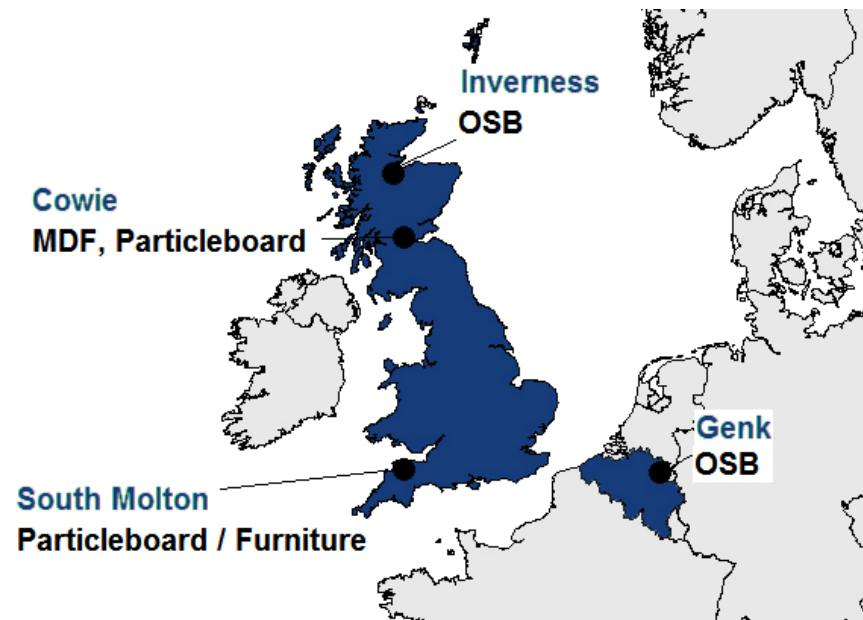 Inverness
OSB
Cowie
MDF, Particleboard
Genk
OSB
South Molton
Particleboard / Furniture